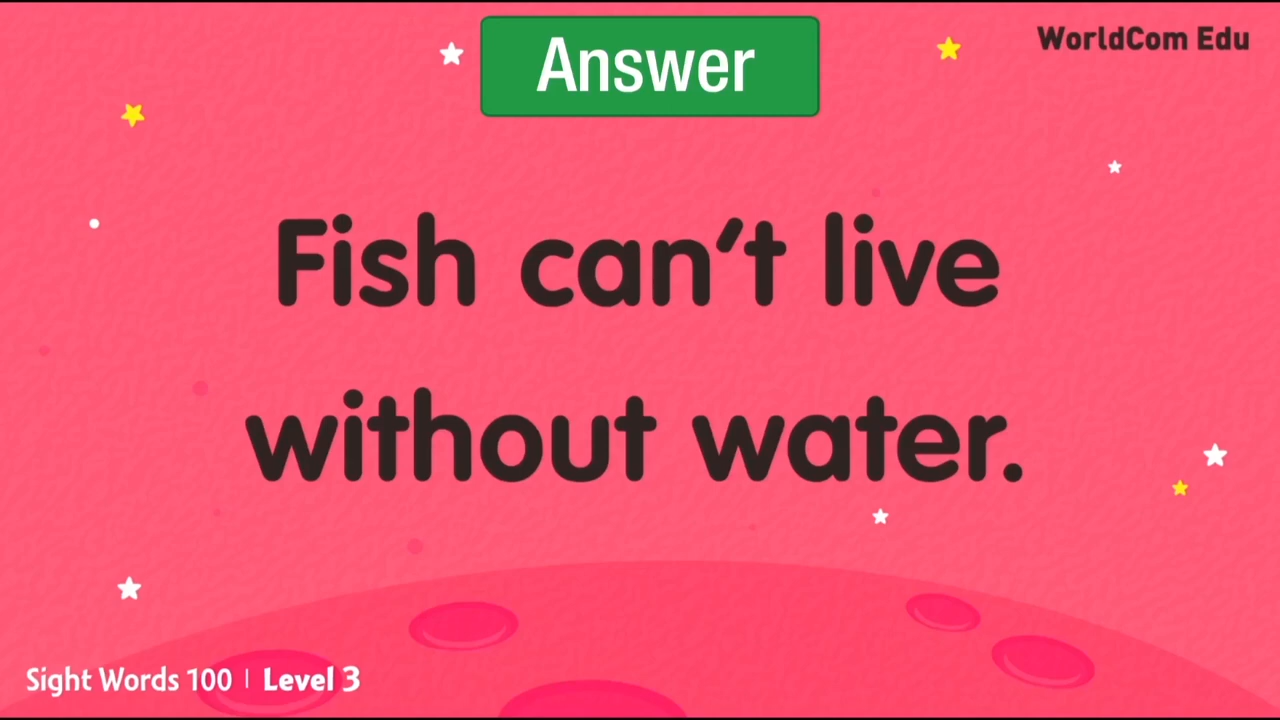 Answer
WorldCom Edu
Fish can't live
without water.
Sight Words 100 | Level 3